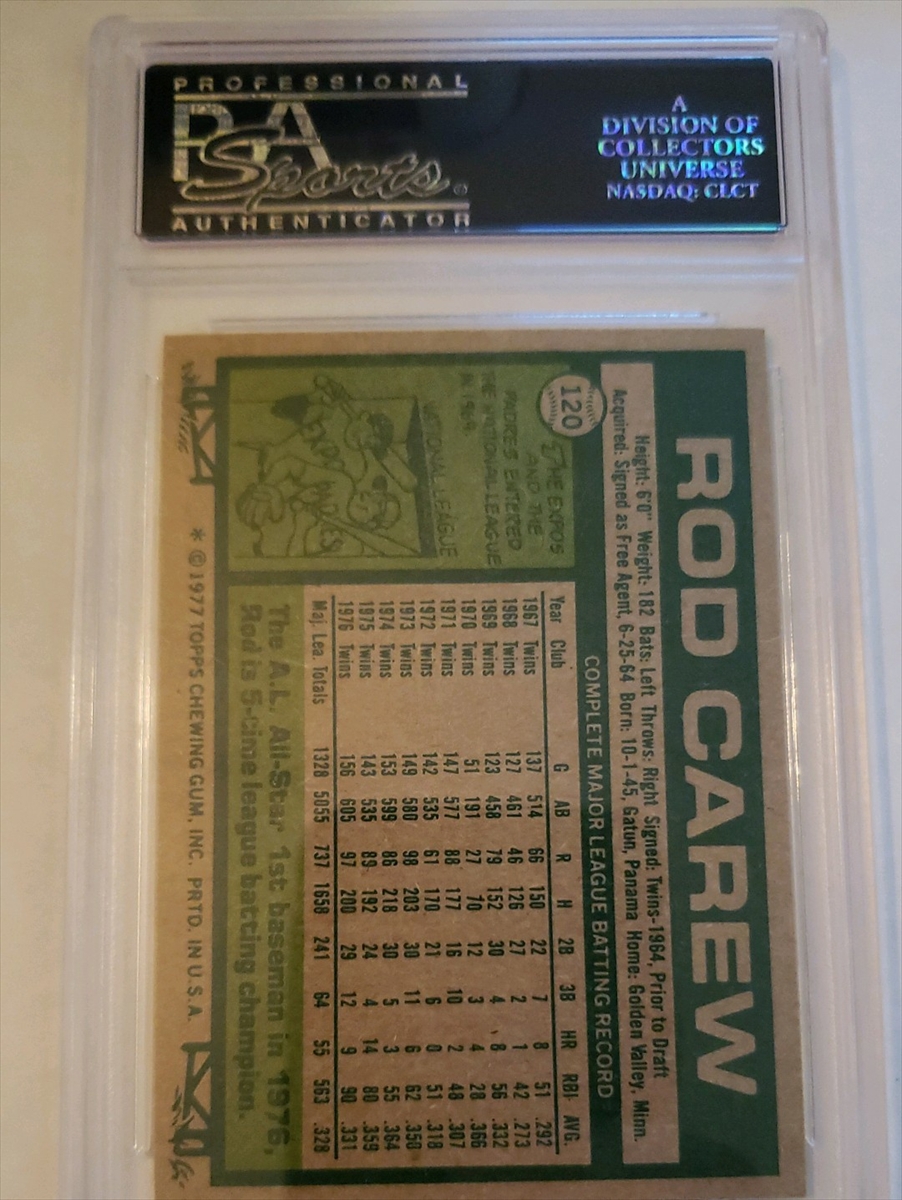 PROFESSIONAL
PSA
Sports®
AUTHENTICATOR
A
DIVISION OF
COLLECTORS
UNIVERSE
NASDAQ: CLCT
ROD CAREW
120
Height: 6'0" Weight: 182 Bats: Left Throws: Right Signed: Twins-1964, Prior to Draft
Acquired: Signed as Free Agent, 6-25-64 Born: 10-1-45, Gatun, Panama Home: Golden Valley, Minn.
COMPLETE MAJOR LEAGUE BATTING RECORD
Year Club G AB R H 2B 3B HR RBI AVG.
1967 Twins 137 514 66 150 22 7 8 51 .292
1968 Twins 127 461 46 126 27 2 1 42 .273
1969 Twins 123 458 79 152 30 4 8 56 .332
1970 Twins 51 191 27 70 12 3 4 28 .366
1971 Twins 147 577 88 177 16 10 2 48 .307
1972 Twins 142 535 61 170 21 6 0 51 .318
1973 Twins 149 580 98 203 30 11 6 62 .350
1974 Twins 153 599 86 218 30 5 3 55 .364
1975 Twins 143 535 89 192 24 4 14 80 .359
1976 Twins 156 605 97 200 29 12 9 90 .331
Maj. Lea. Totals 1328 5055 737 1658 241 64 55 563 .328
THE EXPOS
AND THE
PADRES ENTERED
THE NATIONAL LEAGUE
IN 1969.
NATIONAL LEAGUE
EXPOS
PADRES
The A.L. All-Star 1st baseman in 1976,
Rod is 5-time league batting champion.
* ©1977 TOPPS CHEWING GUM, INC. PRTD. IN U.S.A.